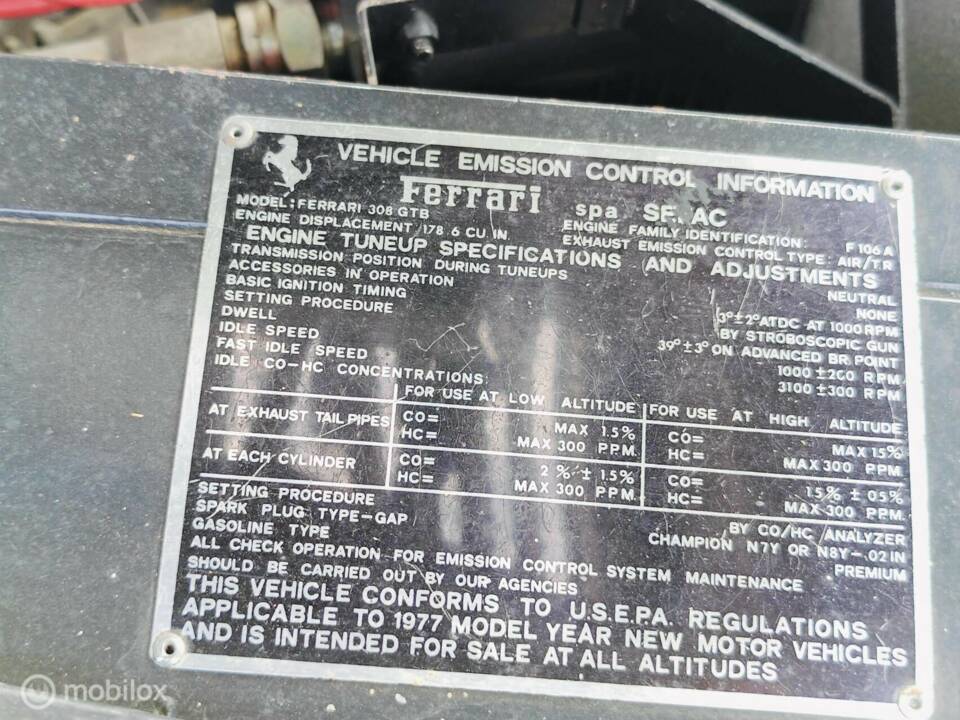 VEHICLE EMISSION CONTROL INFORMATION
Ferrari spa SEFAC
MODEL: FERRARI 308 GTB ENGINE FAMILY IDENTIFICATION: F 106 A
ENGINE DISPLACEMENT/178.6 CU.IN. EXHAUST EMISSION CONTROL TYPE: AIR/T.R
ENGINE TUNEUP SPECIFICATIONS AND ADJUSTMENTS
TRANSMISSION POSITION DURING TUNEUPS NEUTRAL
ACCESSORIES IN OPERATION NONE
BASIC IGNITION TIMING 3°±2° ATDC AT 1000 RPM
SETTING PROCEDURE BY STROBOSCOPIC GUN
DWELL 39°±3° ON ADVANCED BR POINT
IDLE SPEED 1000 ±200 RPM
FAST IDLE SPEED 3100 ±300 RPM
IDLE CO-HC CONCENTRATIONS:
FOR USE AT LOW ALTITUDE FOR USE AT HIGH ALTITUDE
AT EXHAUST TAIL PIPES CO= MAX 1.5% CO= MAX 1.5%
HC= MAX 300 PPM. HC= MAX 300 PPM.
AT EACH CYLINDER CO= 2 % ± 1.5% CO= 1.5% ± 0.5%
HC= MAX 300 PPM. HC= MAX 300 PPM.
SETTING PROCEDURE BY CO/HC ANALYZER
SPARK PLUG TYPE-GAP CHAMPION N7Y OR N8Y-.02 IN
GASOLINE TYPE PREMIUM
ALL CHECK OPERATION FOR EMISSION CONTROL SYSTEM MAINTENANCE
SHOULD BE CARRIED OUT BY OUR AGENCIES
THIS VEHICLE CONFORMS TO U.S.E.P.A. REGULATIONS
APPLICABLE TO 1977 MODEL YEAR NEW MOTOR VEHICLES
AND IS INTENDED FOR SALE AT ALL ALTITUDES
mobilox